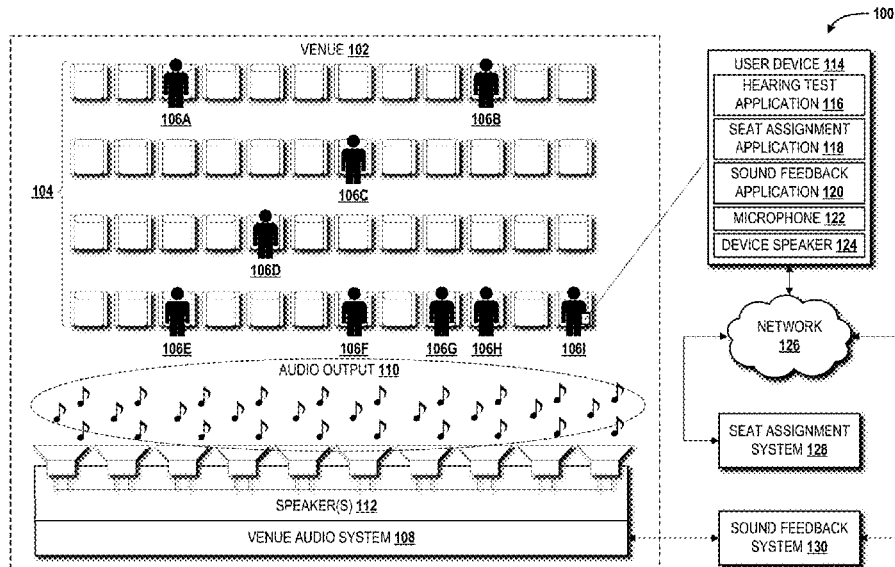 100
VENUE 102
106A
106B
106C
104
106D
106E
106F
106G
106H
106I
AUDIO OUTPUT 110
SPEAKER(S) 112
VENUE AUDIO SYSTEM 108
USER DEVICE 114
HEARING TEST
APPLICATION 116
SEAT ASSIGNMENT
APPLICATION 118
SOUND FEEDBACK
APPLICATION 120
MICROPHONE 122
DEVICE SPEAKER 124
NETWORK
126
SEAT ASSIGNMENT
SYSTEM 128
SOUND FEEDBACK
SYSTEM 130